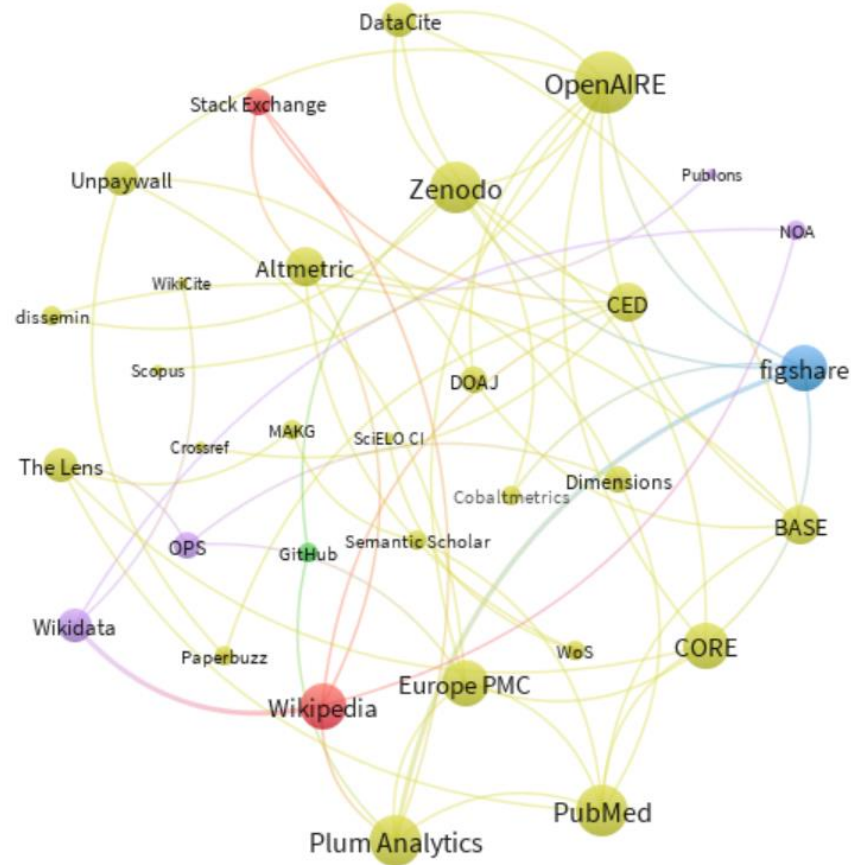 DataCite
OpenAIRE
Stack Exchange
Publons
Unpaywall
Zenodo
NOA
Altmetric
WikiCite
CED
dissemin
Scopus
figshare
DOAJ
MAKG
SciELO CI
Crossref
The Lens
Dimensions
Cobaltmetrics
BASE
OPS
GitHub
Semantic Scholar
Wikidata
Paperbuzz
WoS
CORE
Europe PMC
Wikipedia
PubMed
Plum Analytics